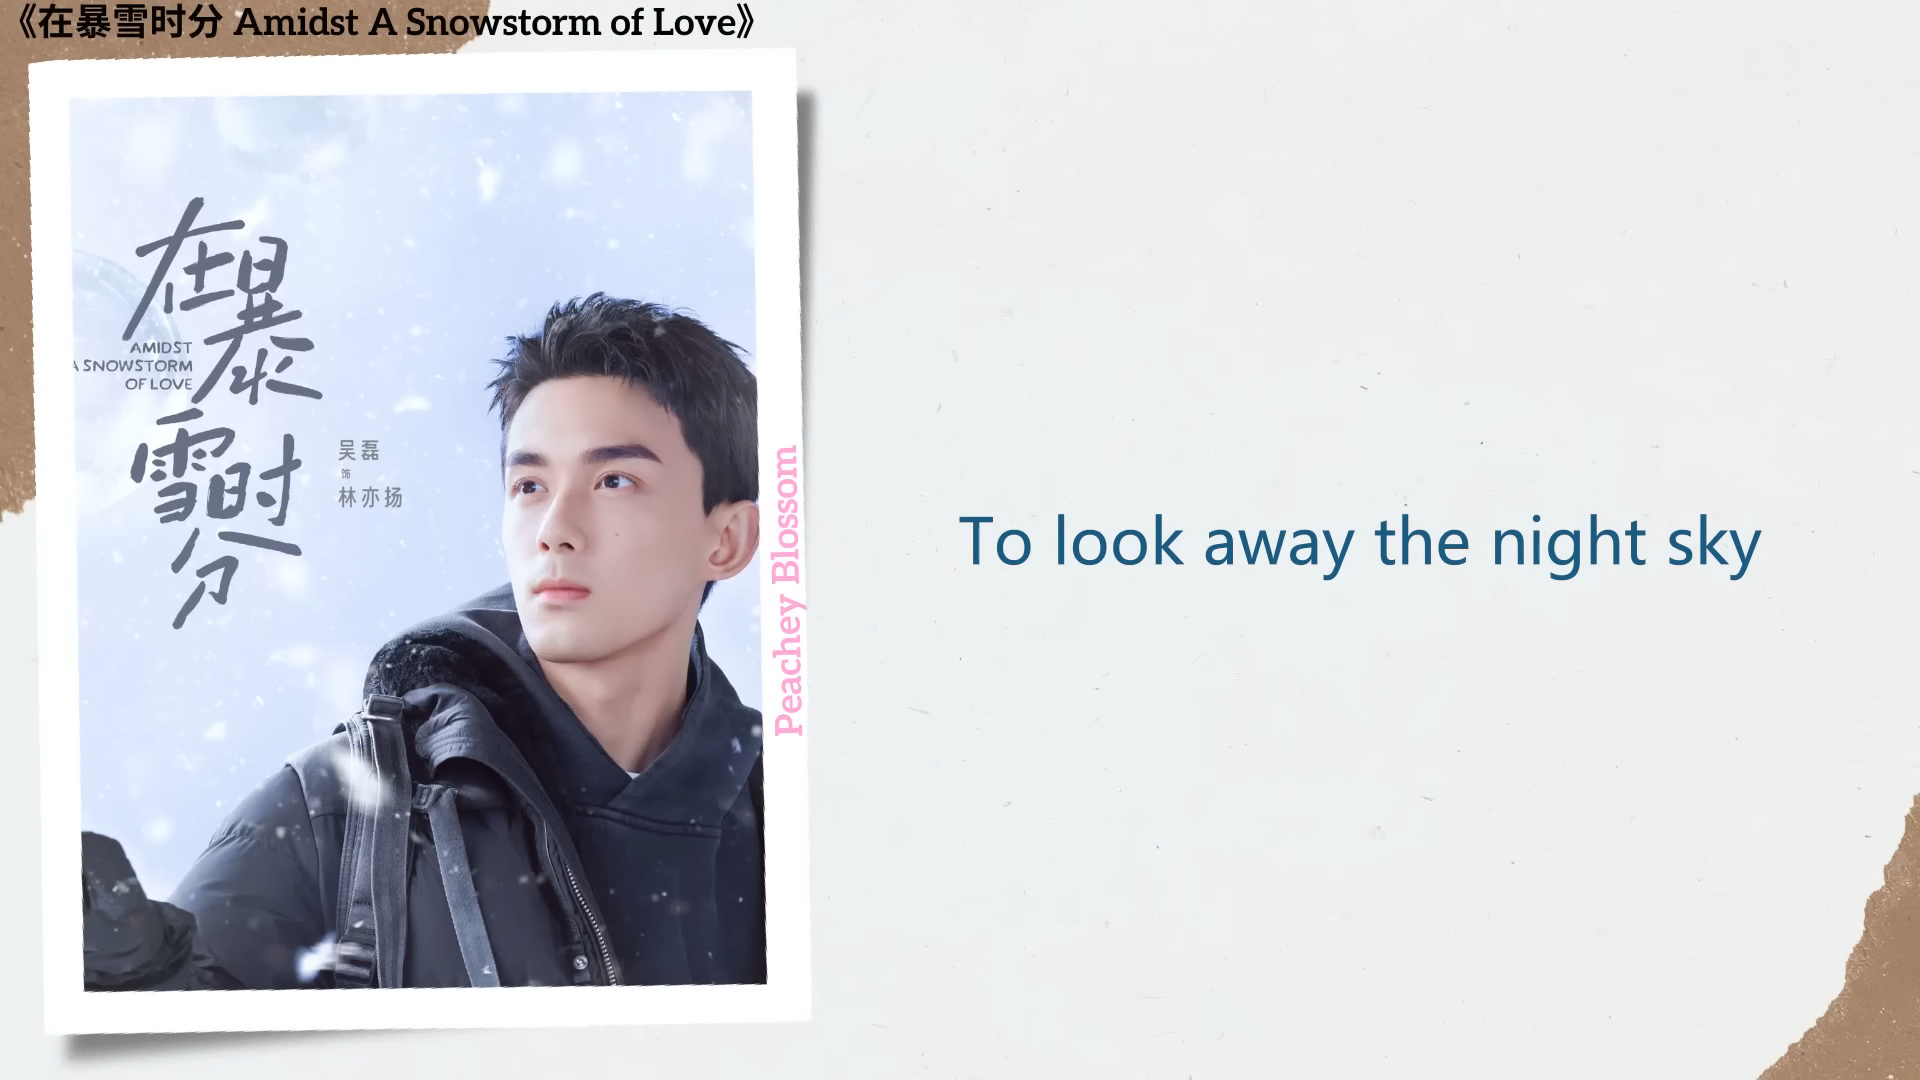 《在暴雪时分 Amidst A Snowstorm of Love》
在暴
AMIDST
A SNOWSTORM
OF LOVE
雪时
分
吴磊
饰
林亦扬
Peachey Blossom
To look away the night sky